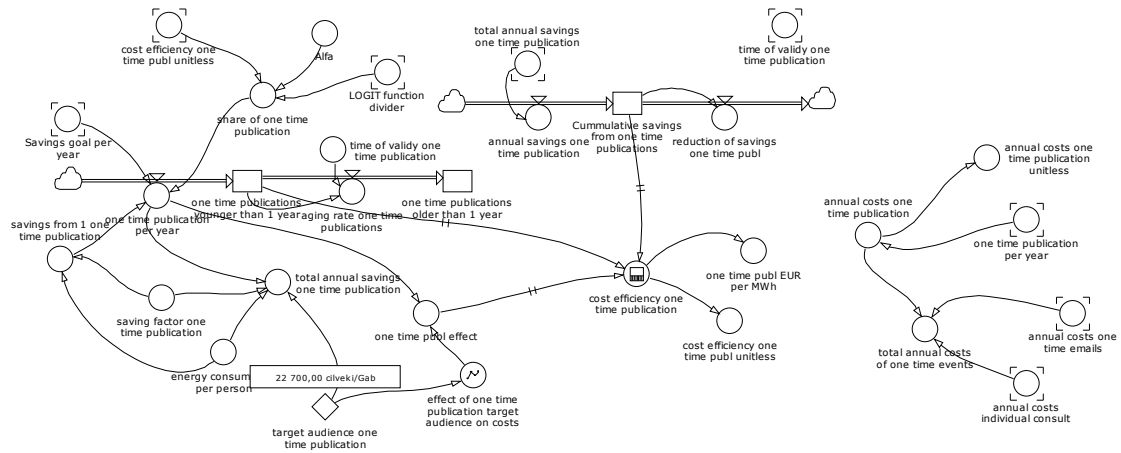 cost efficiency one
time publ unitless
Alfa
LOGIT function
divider
share of one time
publication
total annual savings
one time publication
time of validy one
time publication
annual savings one
time publication
Cummulative savings
from one time
publications
reduction of savings
one time publ
Savings goal per
year
time of validy one
time publication
one time publication
per year
one time publications
younger than 1 year
aging rate one time
publications
one time publications
older than 1 year
savings from 1 one
time publication
saving factor one
time publication
total annual savings
one time publication
energy consum
per person
22 700,00 cilveki/Gab
target audience one
time publication
one time publ effect
effect of one time
publication target
audience on costs
cost efficiency one
time publication
one time publ EUR
per MWh
cost efficiency one
time publ unitless
annual costs one
time publication
unitless
annual costs one
time publication
one time publication
per year
total annual costs
of one time events
annual costs one
time emails
annual costs
individual consult